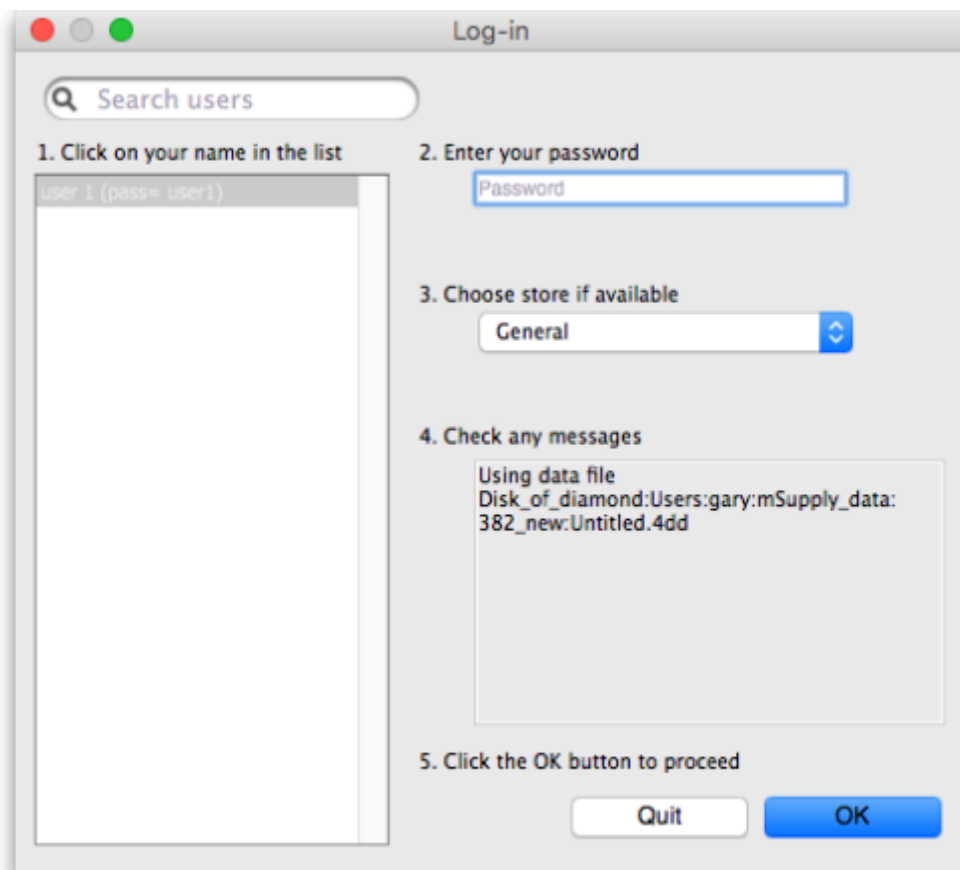 Log-in
Search users
1. Click on your name in the list
user 1 (pass= user1)
2. Enter your password
Password
3. Choose store if available
General
4. Check any messages
Using data file
Disk_of_diamond:Users:gary:mSupply_data:
382_new:Untitled.4dd
5. Click the OK button to proceed
Quit
OK